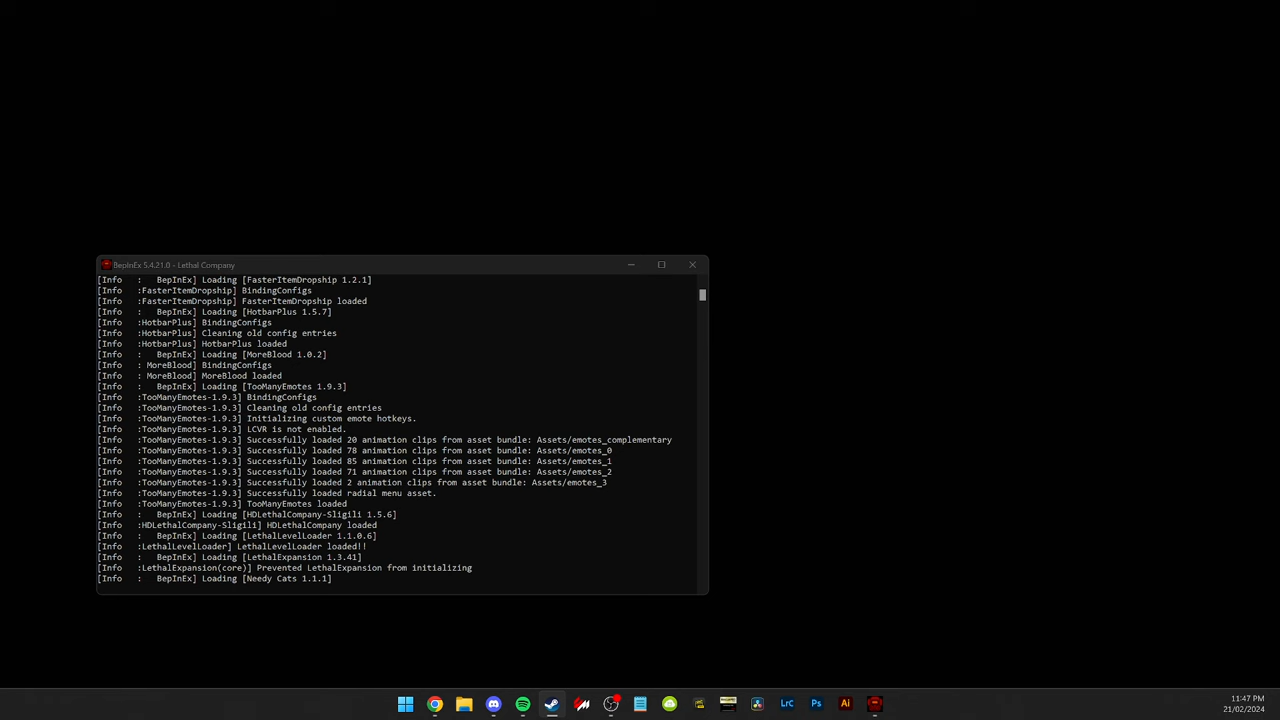 BepInEx 5.4.21.0 - Lethal Company
[Info   :   BepInEx] Loading [FasterItemDropship 1.2.1]
[Info   :FasterItemDropship] BindingConfigs
[Info   :FasterItemDropship] FasterItemDropship loaded
[Info   :   BepInEx] Loading [HotbarPlus 1.5.7]
[Info   :HotbarPlus] BindingConfigs
[Info   :HotbarPlus] Cleaning old config entries
[Info   :HotbarPlus] HotbarPlus loaded
[Info   :   BepInEx] Loading [MoreBlood 1.0.2]
[Info   : MoreBlood] BindingConfigs
[Info   : MoreBlood] MoreBlood loaded
[Info   :   BepInEx] Loading [TooManyEmotes 1.9.3]
[Info   :TooManyEmotes-1.9.3] BindingConfigs
[Info   :TooManyEmotes-1.9.3] Cleaning old config entries
[Info   :TooManyEmotes-1.9.3] Initializing custom emote hotkeys.
[Info   :TooManyEmotes-1.9.3] LCVR is not enabled.
[Info   :TooManyEmotes-1.9.3] Successfully loaded 20 animation clips from asset bundle: Assets/emotes_complementary
[Info   :TooManyEmotes-1.9.3] Successfully loaded 78 animation clips from asset bundle: Assets/emotes_0
[Info   :TooManyEmotes-1.9.3] Successfully loaded 85 animation clips from asset bundle: Assets/emotes_1
[Info   :TooManyEmotes-1.9.3] Successfully loaded 71 animation clips from asset bundle: Assets/emotes_2
[Info   :TooManyEmotes-1.9.3] Successfully loaded 2 animation clips from asset bundle: Assets/emotes_3
[Info   :TooManyEmotes-1.9.3] Successfully loaded radial menu asset.
[Info   :TooManyEmotes-1.9.3] TooManyEmotes loaded
[Info   :   BepInEx] Loading [HDLethalCompany-Sligili 1.5.6]
[Info   :HDLethalCompany-Sligili] HDLethalCompany loaded
[Info   :   BepInEx] Loading [LethalLevelLoader 1.1.0.6]
[Info   :LethalLevelLoader] LethalLevelLoader loaded!!
[Info   :   BepInEx] Loading [LethalExpansion 1.3.41]
[Info   :LethalExpansion(core)] Prevented LethalExpansion from initializing
[Info   :   BepInEx] Loading [Needy Cats 1.1.1]
LrC
Ps
Ai
11:47 PM
21/02/2024